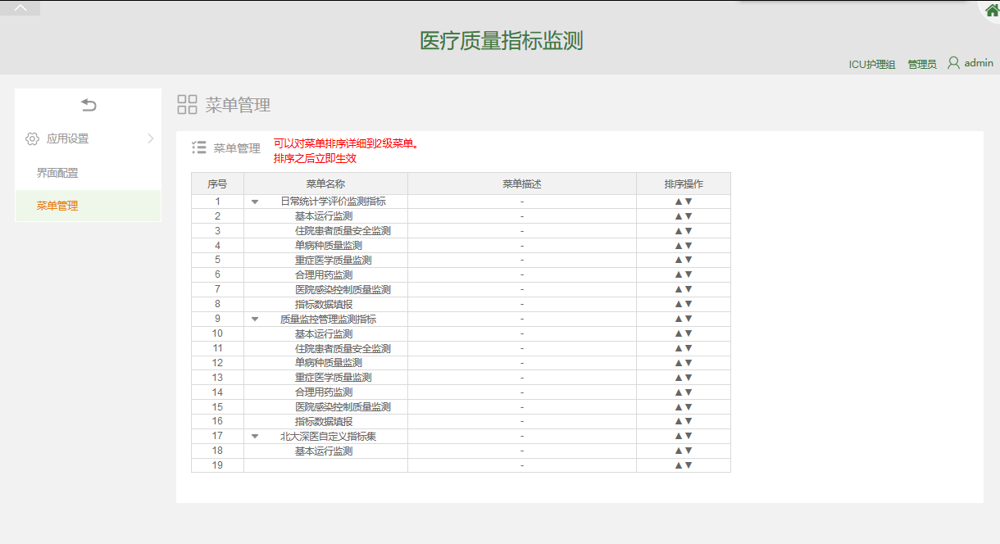 医疗质量指标监测
ICU护理组 管理员 admin
菜单管理
应用设置
界面配置
菜单管理
菜单管理
可以对菜单排序详细到2级菜单。
排序之后立即生效
序号 菜单名称 菜单描述 排序操作
1 日常统计学评价监测指标 - ▲▼
2 基本运行监测 - ▲▼
3 住院患者质量安全监测 - ▲▼
4 单病种质量监测 - ▲▼
5 重症医学质量监测 - ▲▼
6 合理用药监测 - ▲▼
7 医院感染控制质量监测 - ▲▼
8 指标数据填报 - ▲▼
9 质量监控管理监测指标 - ▲▼
10 基本运行监测 - ▲▼
11 住院患者质量安全监测 - ▲▼
12 单病种质量监测 - ▲▼
13 重症医学质量监测 - ▲▼
14 合理用药监测 - ▲▼
15 医院感染控制质量监测 - ▲▼
16 指标数据填报 - ▲▼
17 北大深医自定义指标集 - ▲▼
18 基本运行监测 - ▲▼
19 - ▲▼